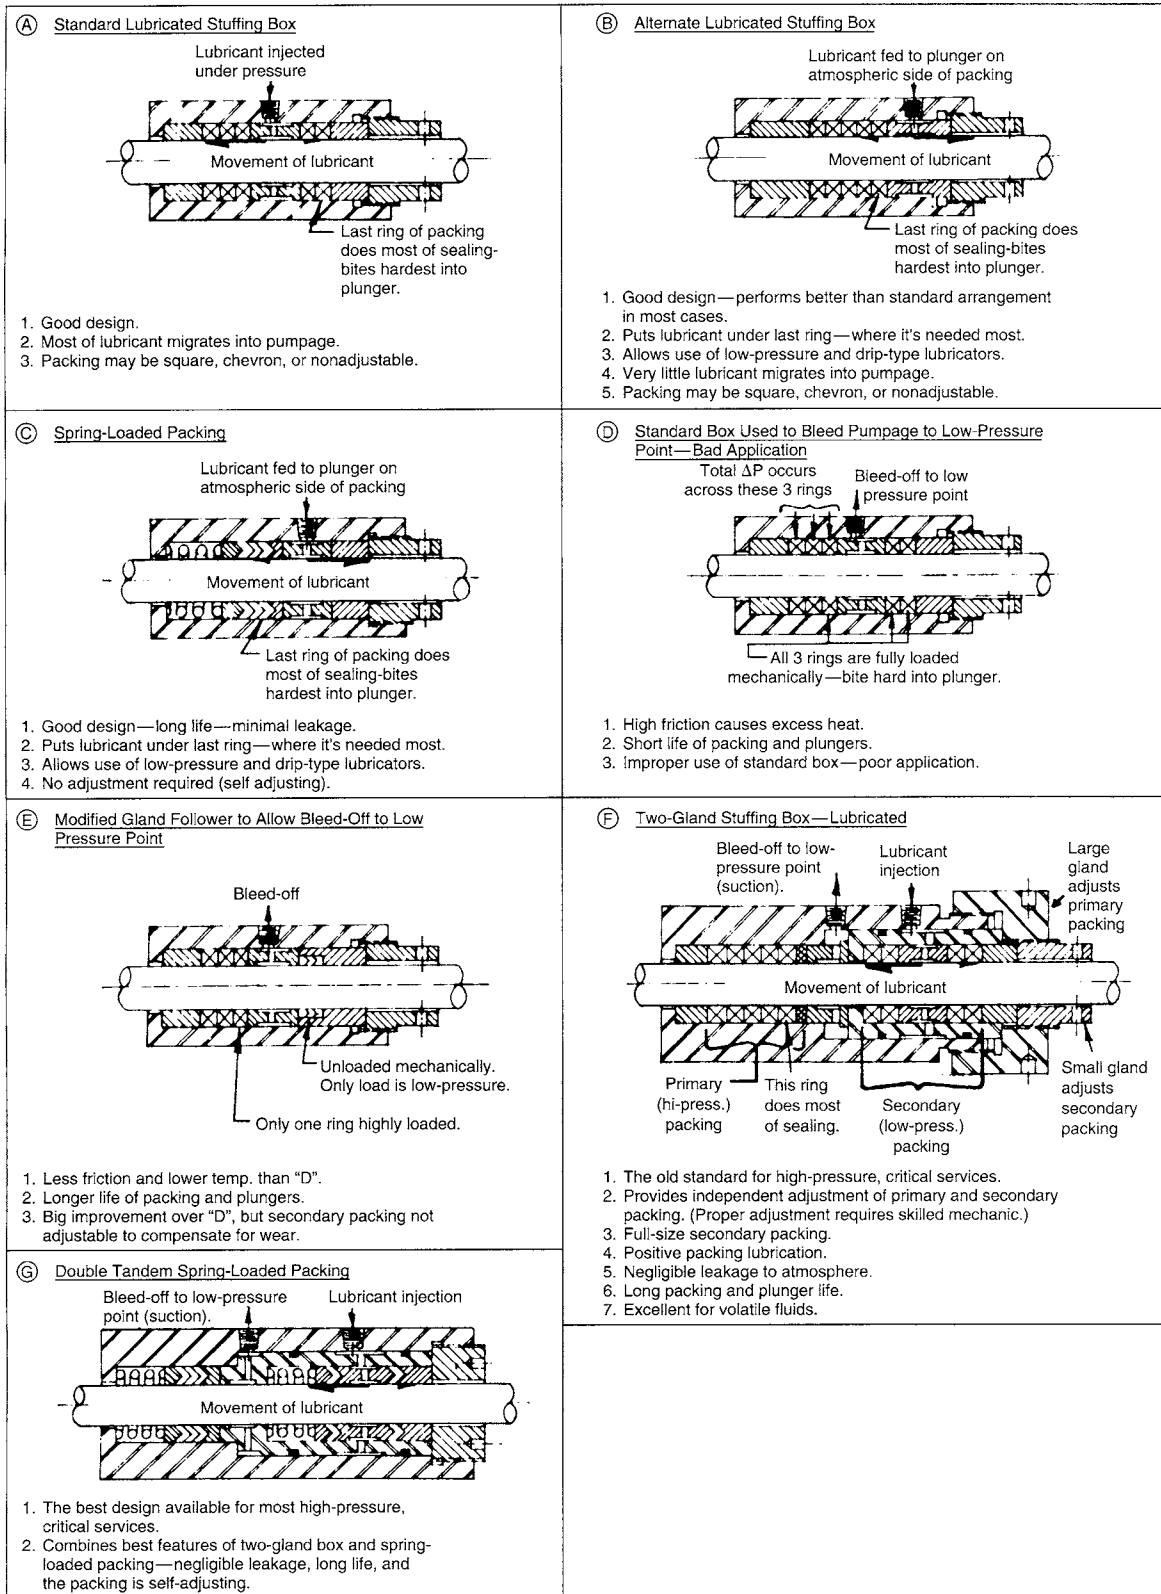 A Standard Lubricated Stuffing Box
Lubricant injected
under pressure
Movement of lubricant
Last ring of packing
does most of sealing-
bites hardest into
plunger.
1. Good design.
2. Most of lubricant migrates into pumpage.
3. Packing may be square, chevron, or nonadjustable.
B Alternate Lubricated Stuffing Box
Lubricant fed to plunger on
atmospheric side of packing
Movement of lubricant
Last ring of packing does
most of sealing-bites
hardest into plunger.
1. Good design—performs better than standard arrangement
in most cases.
2. Puts lubricant under last ring—where it's needed most.
3. Allows use of low-pressure and drip-type lubricators.
4. Very little lubricant migrates into pumpage.
5. Packing may be square, chevron, or nonadjustable.
C Spring-Loaded Packing
Lubricant fed to plunger on
atmospheric side of packing
Movement of lubricant
Last ring of packing does
most of sealing-bites
hardest into plunger.
1. Good design—long life—minimal leakage.
2. Puts lubricant under last ring—where it's needed most.
3. Allows use of low-pressure and drip-type lubricators.
4. No adjustment required (self adjusting).
D Standard Box Used to Bleed Pumpage to Low-Pressure
Point—Bad Application
Total ΔP occurs
across these 3 rings
Bleed-off to low
pressure point
All 3 rings are fully loaded
mechanically—bite hard into plunger.
1. High friction causes excess heat.
2. Short life of packing and plungers.
3. Improper use of standard box—poor application.
E Modified Gland Follower to Allow Bleed-Off to Low
Pressure Point
Bleed-off
Unloaded mechanically.
Only load is low-pressure.
Only one ring highly loaded.
1. Less friction and lower temp. than "D".
2. Longer life of packing and plungers.
3. Big improvement over "D", but secondary packing not
adjustable to compensate for wear.
F Two-Gland Stuffing Box—Lubricated
Bleed-off to low-
pressure point
(suction).
Lubricant
injection
Large
gland
adjusts
primary
packing
Movement of lubricant
Primary
(hi-press.)
packing
This ring
does most
of sealing.
Secondary
(low-press.)
packing
Small gland
adjusts
secondary
packing
1. The old standard for high-pressure, critical services.
2. Provides independent adjustment of primary and secondary
packing. (Proper adjustment requires skilled mechanic.)
3. Full-size secondary packing.
4. Positive packing lubrication.
5. Negligible leakage to atmosphere.
6. Long packing and plunger life.
7. Excellent for volatile fluids.
G Double Tandem Spring-Loaded Packing
Bleed-off to low-pressure
point (suction).
Lubricant injection
Movement of lubricant
1. The best design available for most high-pressure,
critical services.
2. Combines best features of two-gland box and spring-
loaded packing—negligible leakage, long life, and
the packing is self-adjusting.